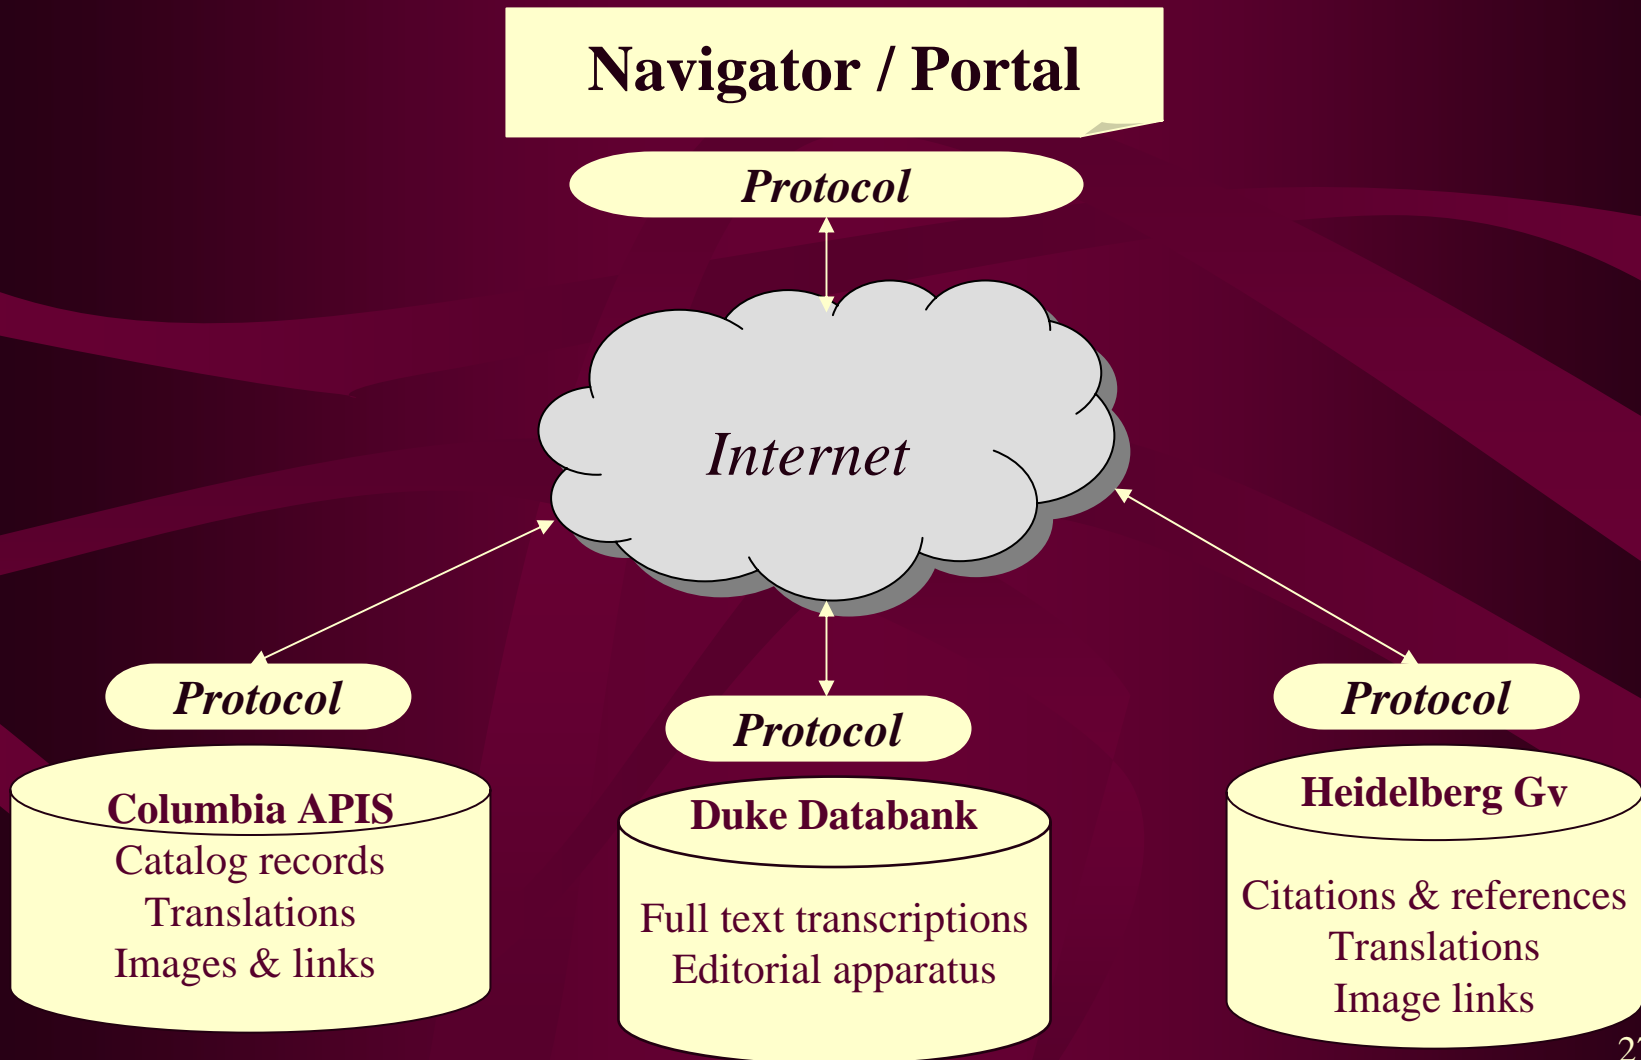 Navigator / Portal
Protocol
Internet
Protocol
Protocol
Protocol
Columbia APIS
Catalog records
Translations
Images & links
Duke Databank
Full text transcriptions
Editorial apparatus
Heidelberg Gv
Citations & references
Translations
Image links